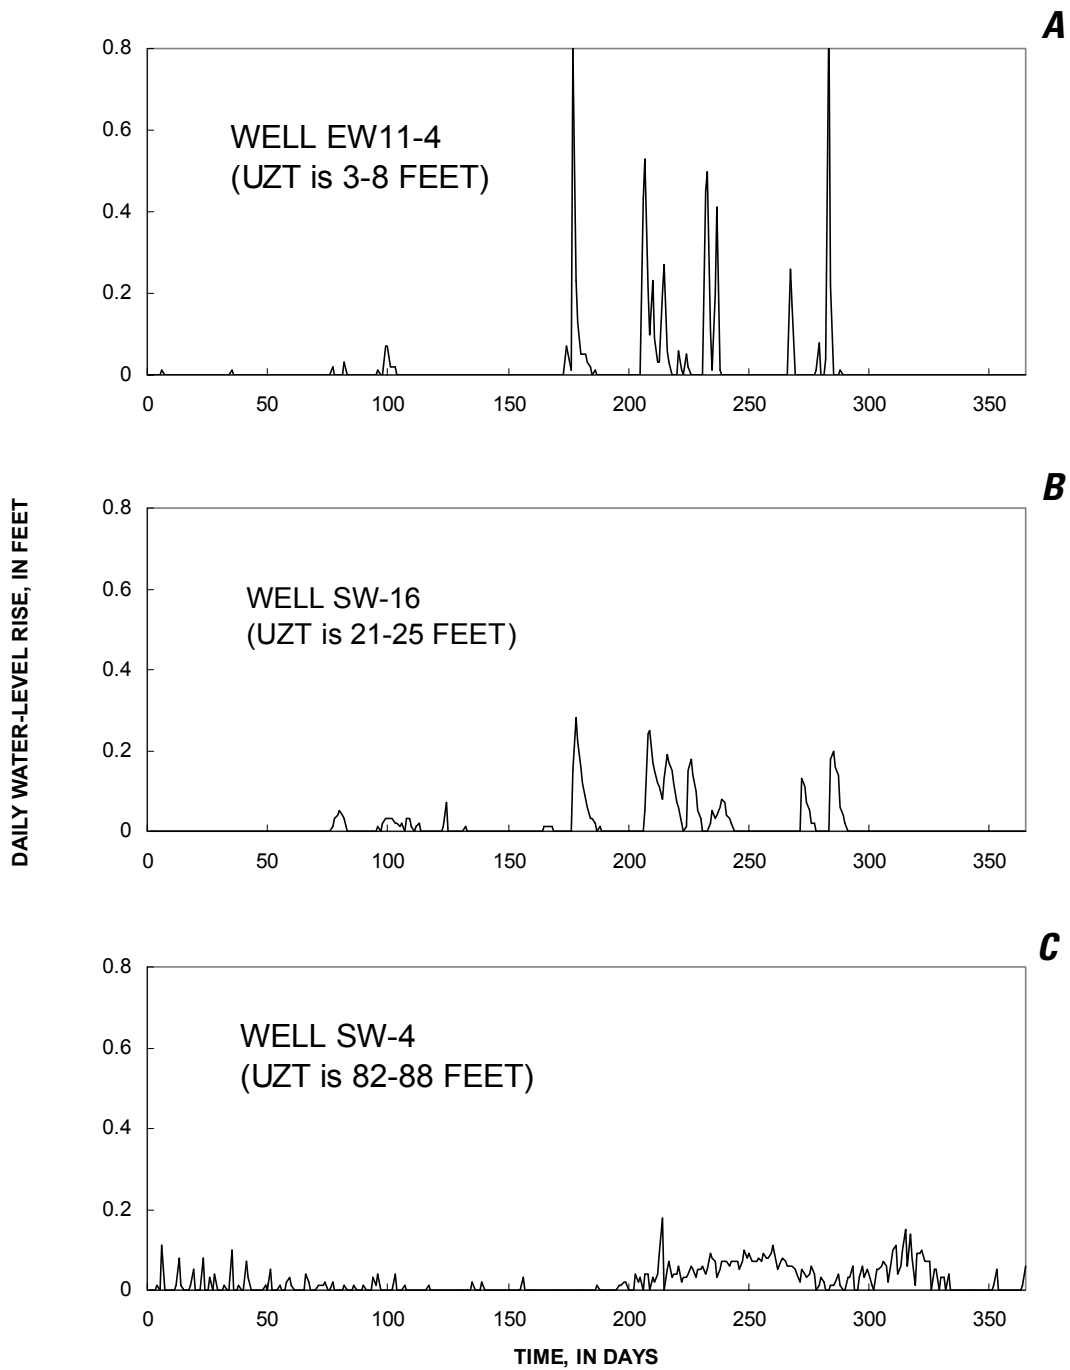 A
0.8
0.6
0.4
0.2
0
WELL EW11-4
(UZT is 3-8 FEET)
0 50 100 150 200 250 300 350
B
DAILY WATER-LEVEL RISE, IN FEET
0.8
0.6
0.4
0.2
0
WELL SW-16
(UZT is 21-25 FEET)
0 50 100 150 200 250 300 350
C
0.8
0.6
0.4
0.2
0
WELL SW-4
(UZT is 82-88 FEET)
0 50 100 150 200 250 300 350
TIME, IN DAYS